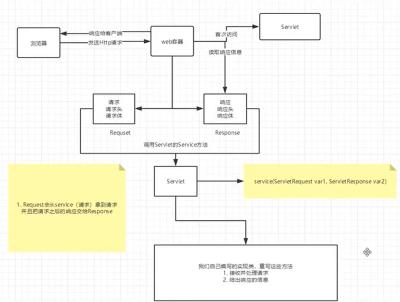 响应给客户端
首次访问
Servlet
浏览器
发送Http请求
web容器
读取响应信息
请求
请求头
请求体
响应
响应头
响应体
Requset
Response
调用Servlet的Service方法
Servlet
service(ServletRequest var1, ServletResponse var2)
1. Request会从service（请求）拿到请求
并且把请求之后的响应交给Response
我们自己编写的实现类，重写这些方法
1. 接收并处理请求
2. 给出响应的信息